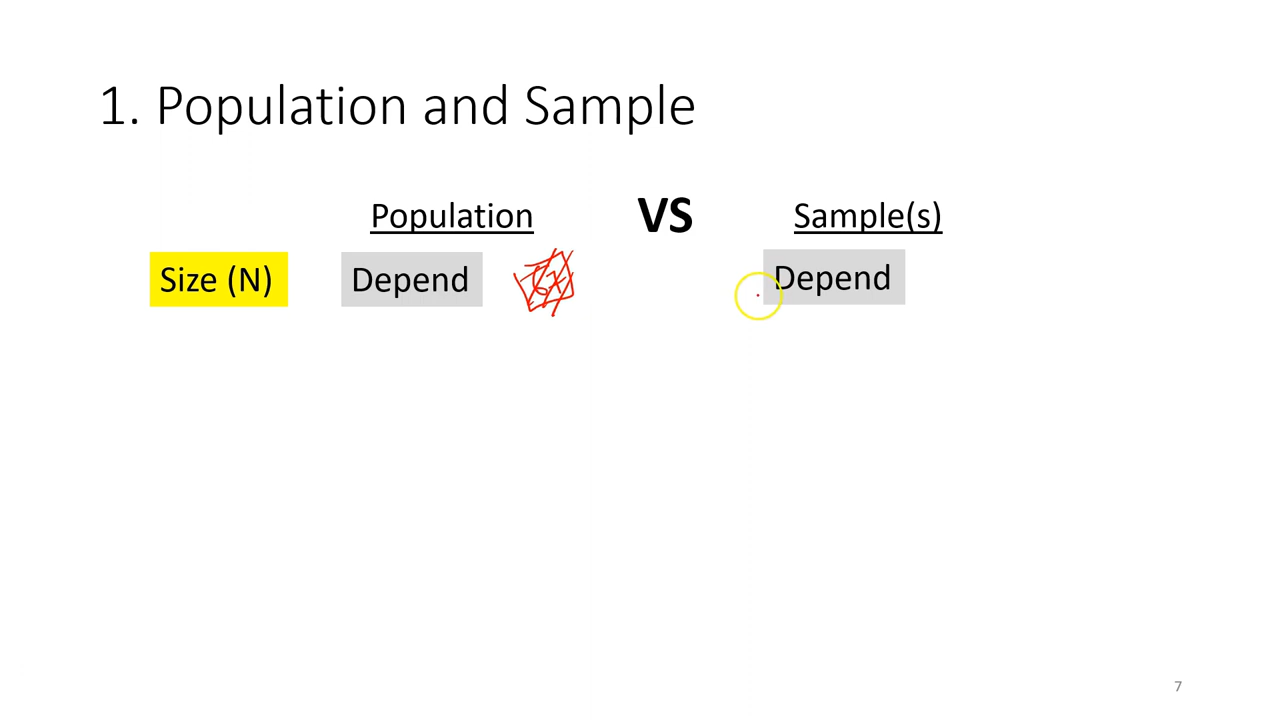 1. Population and Sample
Population VS Sample(s)
Size (N) Depend Depend
7